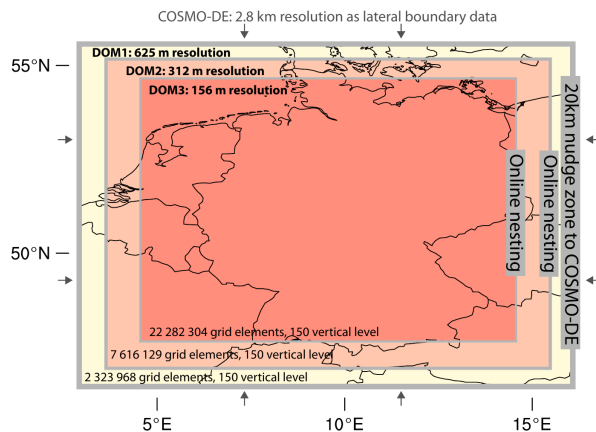 COSMO-DE: 2.8 km resolution as lateral boundary data
DOM1: 625 m resolution
DOM2: 312 m resolution
DOM3: 156 m resolution
55°N
50°N
20km nudge zone to COSMO-DE
Online nesting
Online nesting
22 282 304 grid elements, 150 vertical level
7 616 129 grid elements, 150 vertical level
2 323 968 grid elements, 150 vertical level
5°E
10°E
15°E